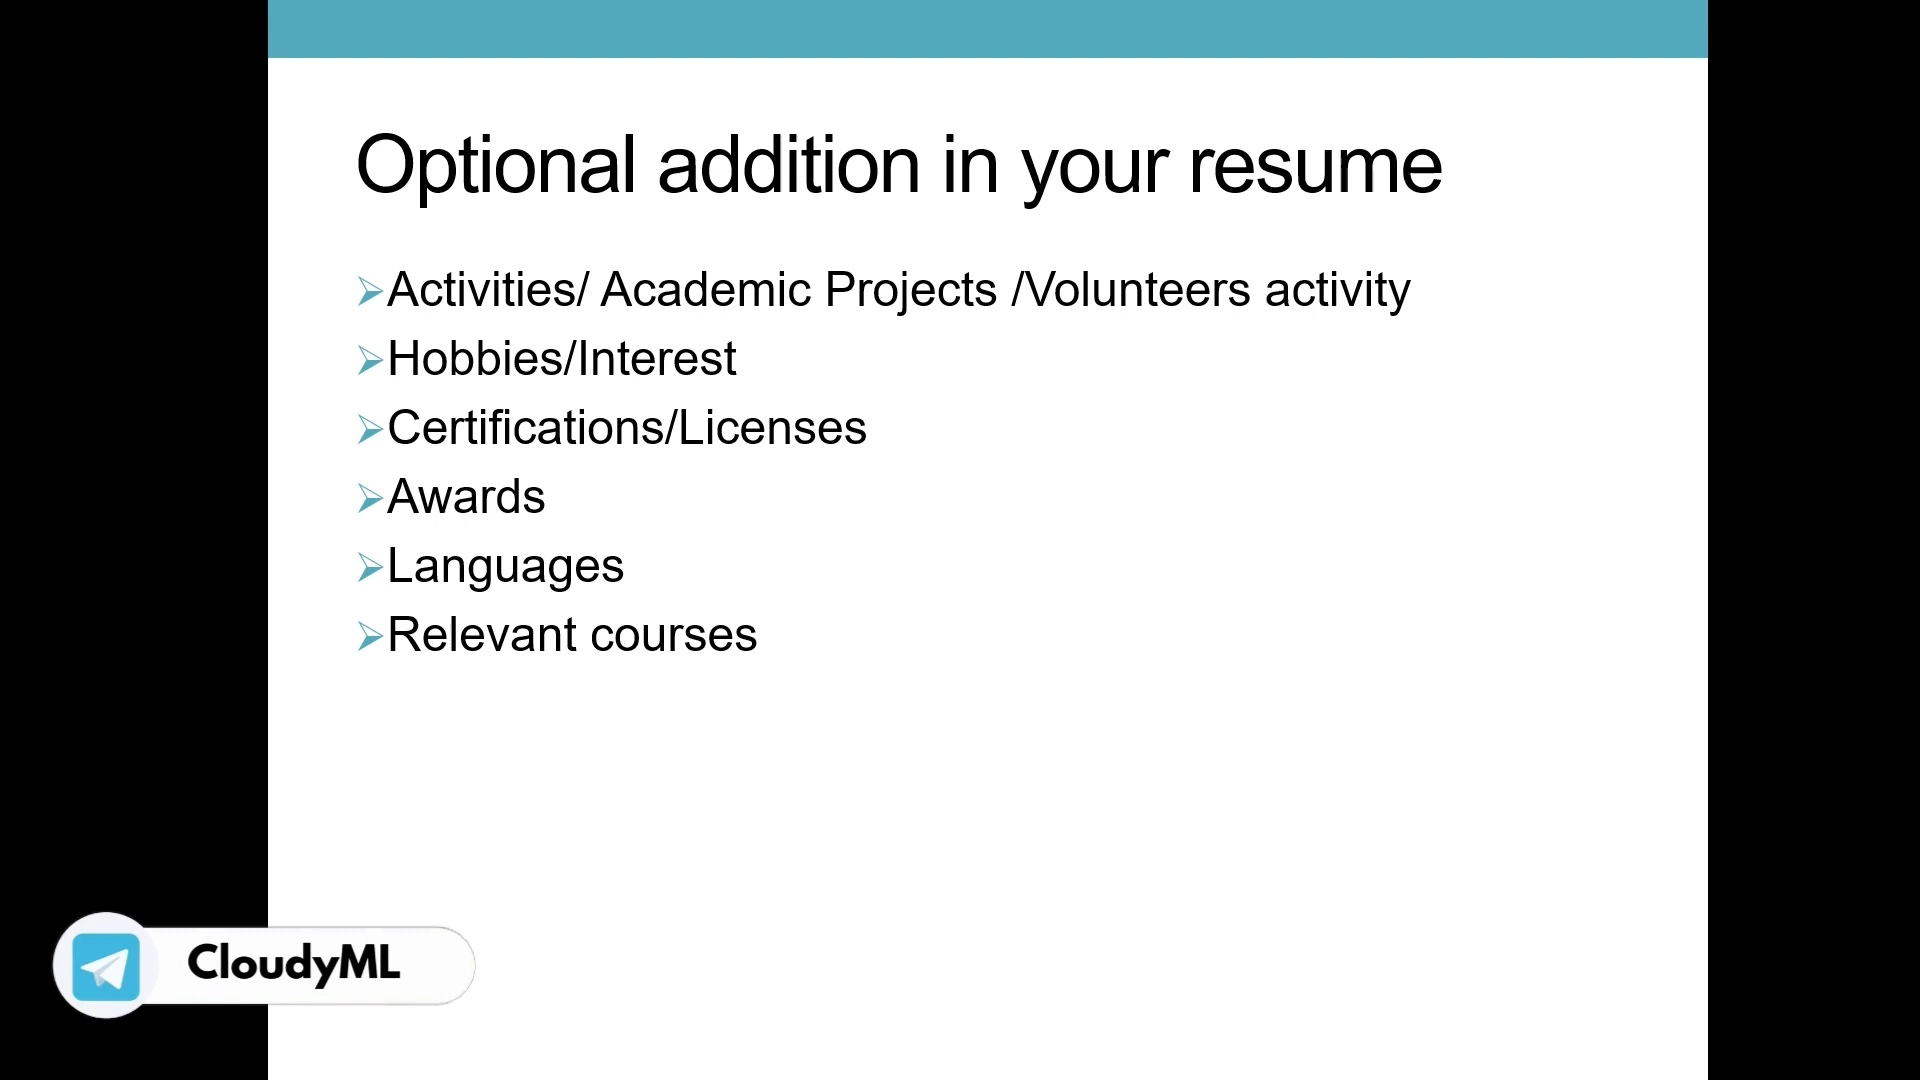 Optional addition in your resume
Activities/ Academic Projects /Volunteers activity
Hobbies/Interest
Certifications/Licenses
Awards
Languages
Relevant courses
CloudyML